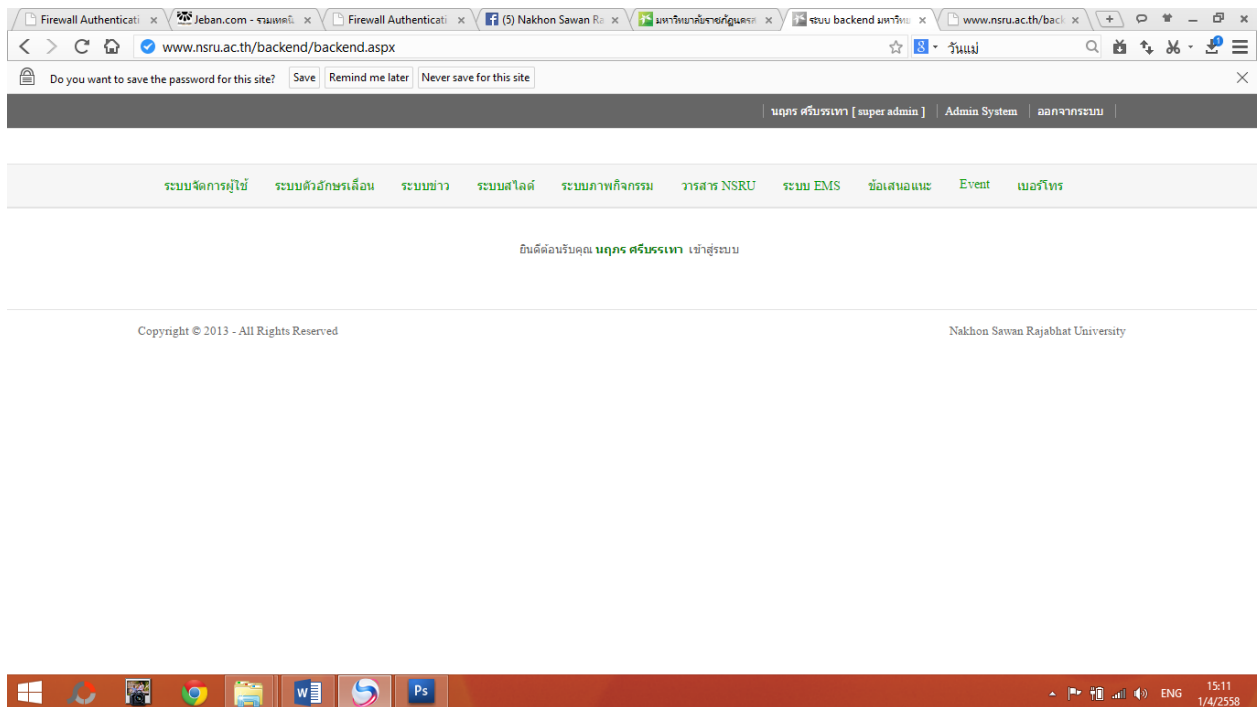 Firewall Authenticati
Jeban.com - รวมเทคนิ
Firewall Authenticati
(5) Nakhon Sawan Ra
มหาวิทยาลัยราชภัฏนครส
ระบบ backend มหาวิทย
www.nsru.ac.th/back
www.nsru.ac.th/backend/backend.aspx
8
วันแม่
1
Do you want to save the password for this site? Save Remind me later Never save for this site
นฤภร ศรีบรรเทา [ super admin ] Admin System ออกจากระบบ
ระบบจัดการผู้ใช้ ระบบตัวอักษรเลื่อน ระบบข่าว ระบบสไลด์ ระบบภาพกิจกรรม วารสาร NSRU ระบบ EMS ข้อเสนอแนะ Event เบอร์โทร
ยินดีต้อนรับคุณ นฤภร ศรีบรรเทา เข้าสู่ระบบ
Copyright © 2013 - All Rights Reserved
Nakhon Sawan Rajabhat University
W
Ps
ENG
15:11
1/4/2558